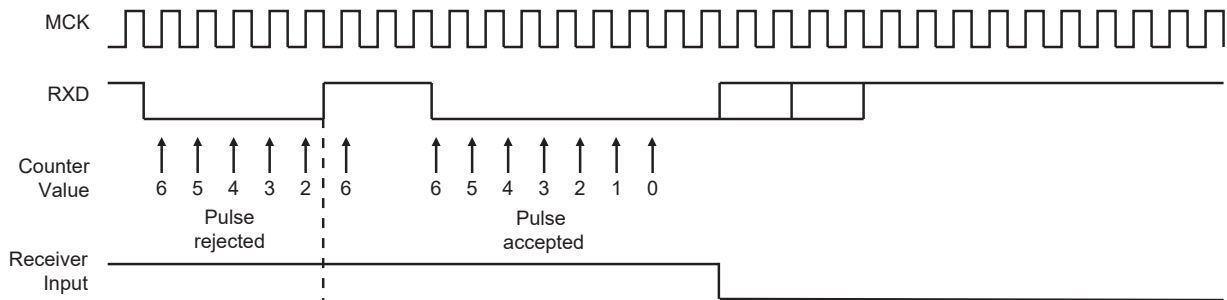 MCK
RXD
Counter
Value
6 5 4 3 2 6 6 5 4 3 2 1 0
Pulse
rejected
Pulse
accepted
Receiver
Input